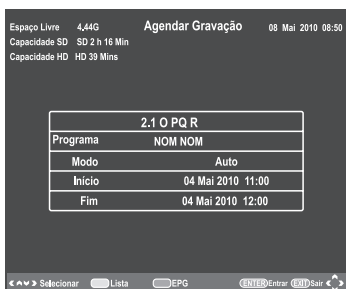 Espaço Livre 4,44G Agendar Gravação 08 Mai 2010 08:50
Capacidade SD SD 2 h 16 Min
Capacidade HD HD 39 Mins
2.1 O PQ R
Programa NOM NOM
Modo Auto
Início 04 Mai 2010 11:00
Fim 04 Mai 2010 12:00
Selecionar Lista EPG ENTER Entrar EXIT Sair